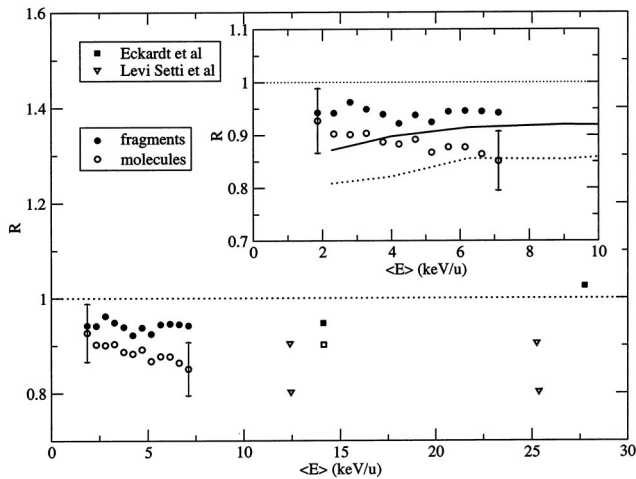 1.6
1.4
1.2
1
0.8
R
0
5
10
15
20
25
30
<E> (keV/u)
Eckardt et al
Levi Setti et al
fragments
molecules
1.1
1
0.9
0.8
0.7
R
0
2
4
6
8
10
<E> (keV/u)